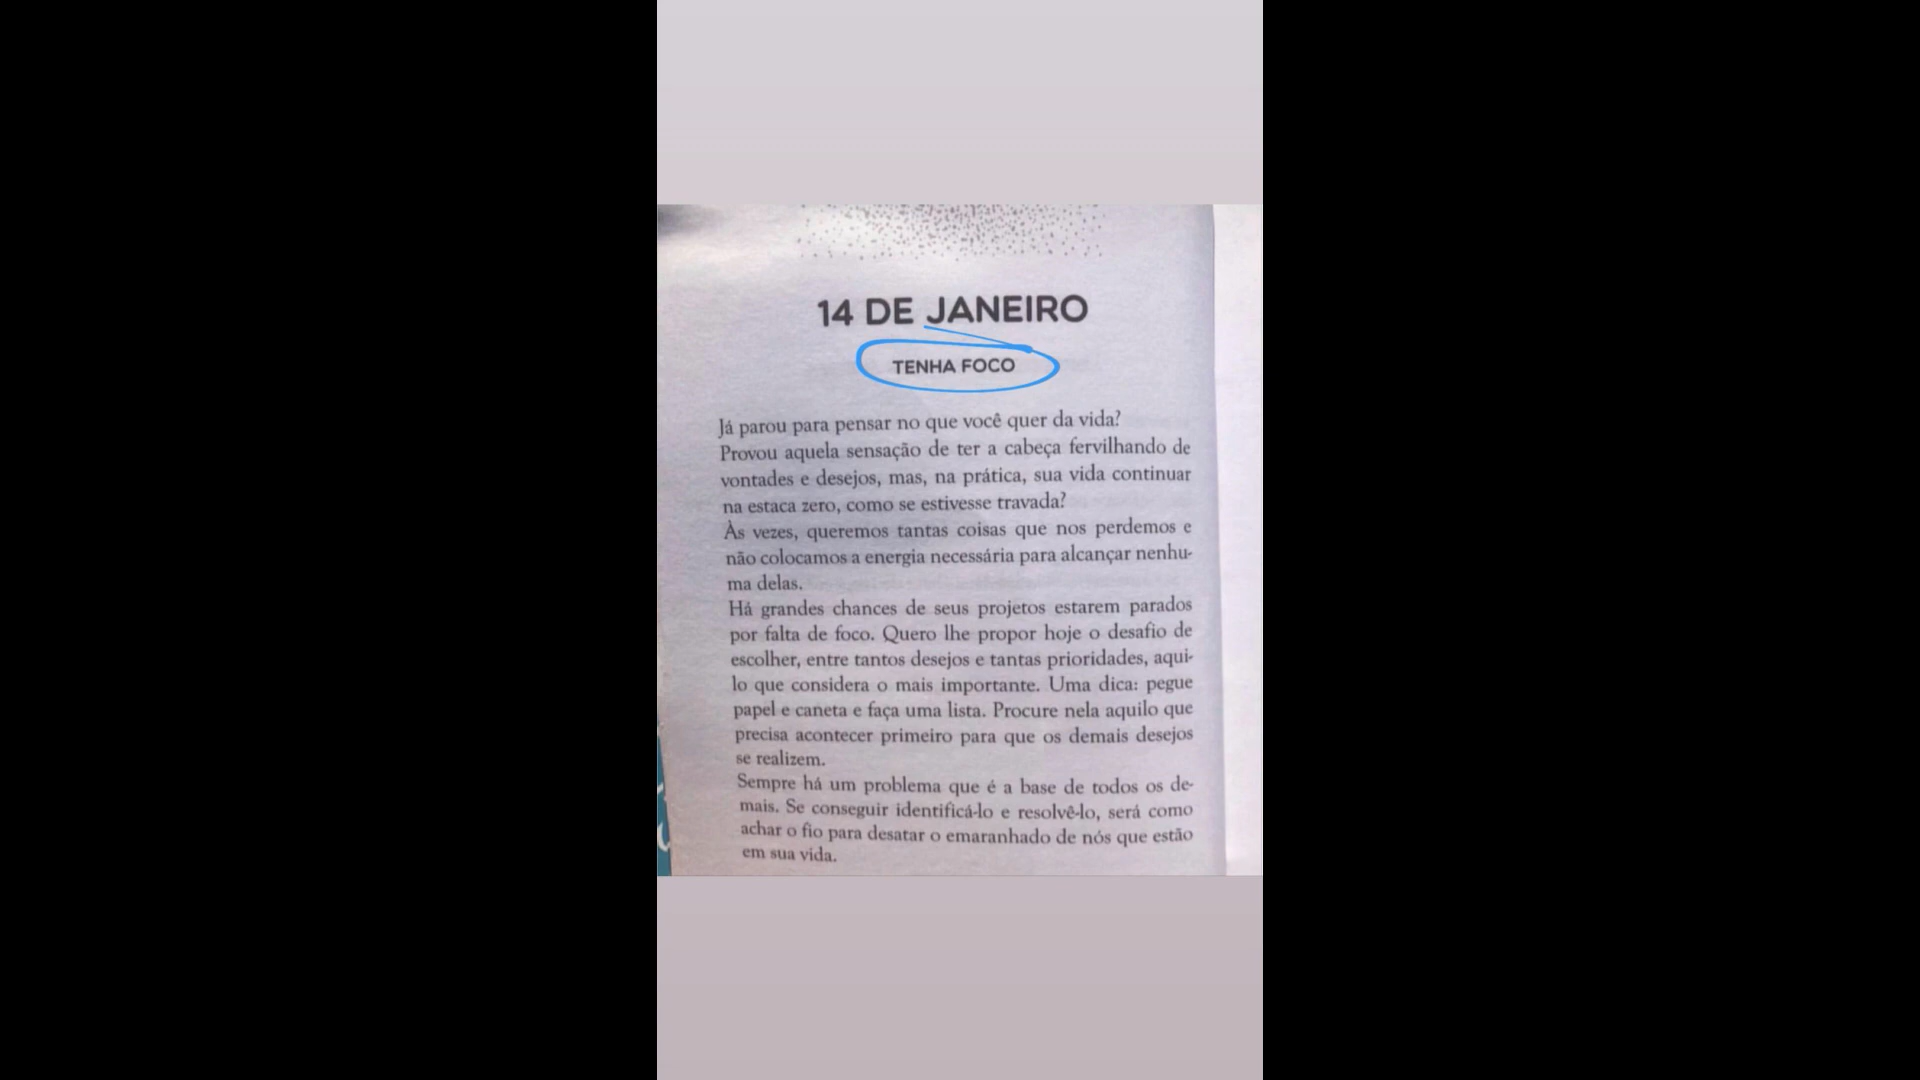 14 DE JANEIRO
TENHA FOCO
Já parou para pensar no que você quer da vida?
Provou aquela sensação de ter a cabeça fervilhando de
vontades e desejos, mas, na prática, sua vida continuar
na estaca zero, como se estivesse travada?
Às vezes, queremos tantas coisas que nos perdemos e
não colocamos a energia necessária para alcançar nenhu-
ma delas.
Há grandes chances de seus projetos estarem parados
por falta de foco. Quero lhe propor hoje o desafio de
escolher, entre tantos desejos e tantas prioridades, aqui-
lo que considera o mais importante. Uma dica: pegue
papel e caneta e faça uma lista. Procure nela aquilo que
precisa acontecer primeiro para que os demais desejos
se realizem.
Sempre há um problema que é a base de todos os de-
mais. Se conseguir identificá-lo e resolvê-lo, será como
achar o fio para desatar o emaranhado de nós que estão
em sua vida.